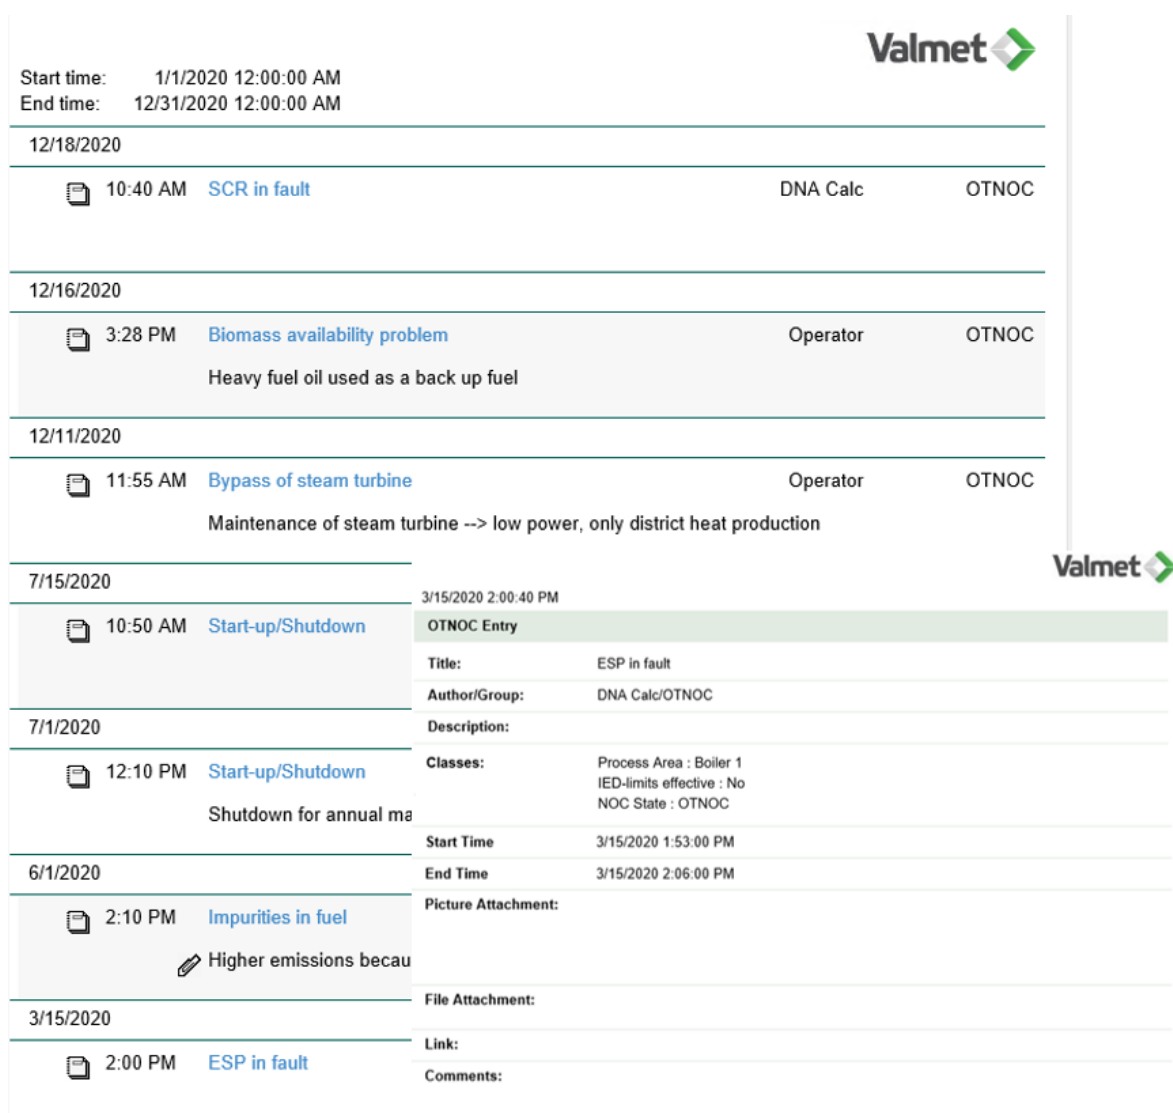 Valmet
Start time: 1/1/2020 12:00:00 AM
End time: 12/31/2020 12:00:00 AM
12/18/2020
10:40 AM SCR in fault DNA Calc OTNOC
12/16/2020
3:28 PM Biomass availability problem Operator OTNOC
Heavy fuel oil used as a back up fuel
12/11/2020
11:55 AM Bypass of steam turbine Operator OTNOC
Maintenance of steam turbine --> low power, only district heat production
7/15/2020
10:50 AM Start-up/Shutdown
7/1/2020
12:10 PM Start-up/Shutdown
Shutdown for annual ma
6/1/2020
2:10 PM Impurities in fuel
Higher emissions becau
3/15/2020
2:00 PM ESP in fault
Valmet
3/15/2020 2:00:40 PM
OTNOC Entry
Title: ESP in fault
Author/Group: DNA Calc/OTNOC
Description:
Classes: Process Area : Boiler 1
IED-limits effective : No
NOC State : OTNOC
Start Time 3/15/2020 1:53:00 PM
End Time 3/15/2020 2:06:00 PM
Picture Attachment:
File Attachment:
Link:
Comments: